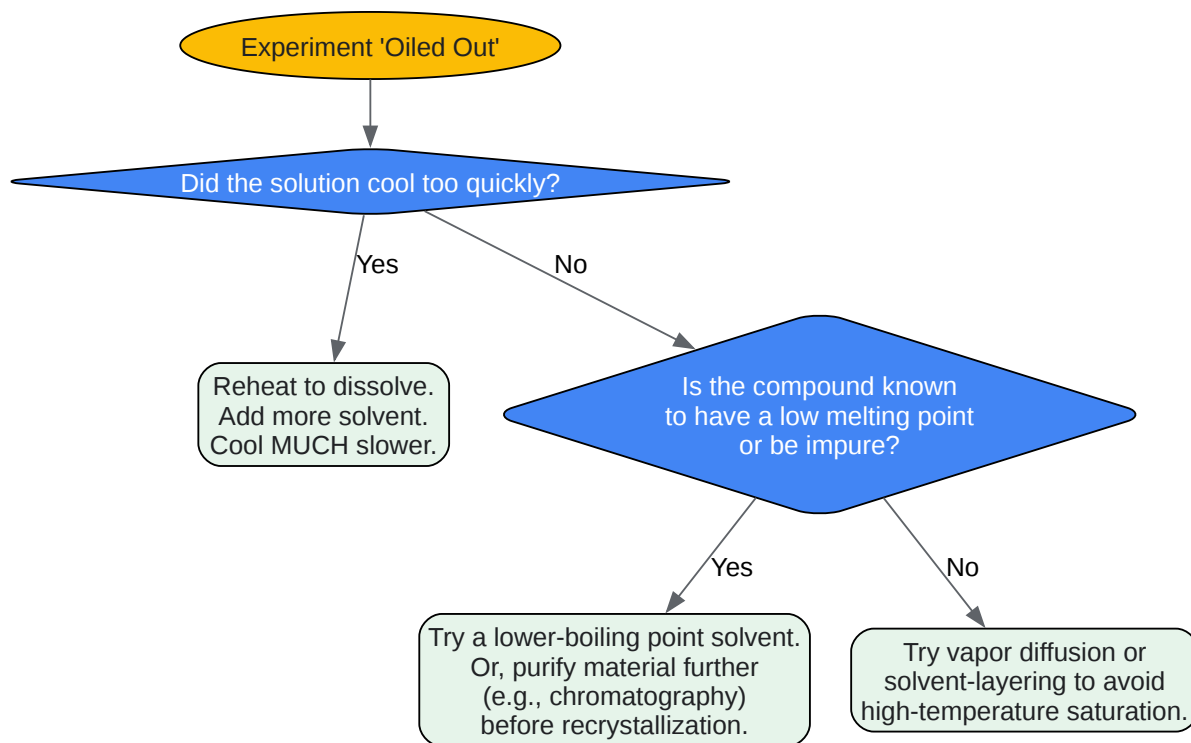 Experiment 'Oiled Out'
Did the solution cool too quickly?
Yes
No
Reheat to dissolve.
Add more solvent.
Cool MUCH slower.
Is the compound known
to have a low melting point
or be impure?
Yes
No
Try a lower-boiling point solvent.
Or, purify material further
(e.g., chromatography)
before recrystallization.
Try vapor diffusion or
solvent-layering to avoid
high-temperature saturation.